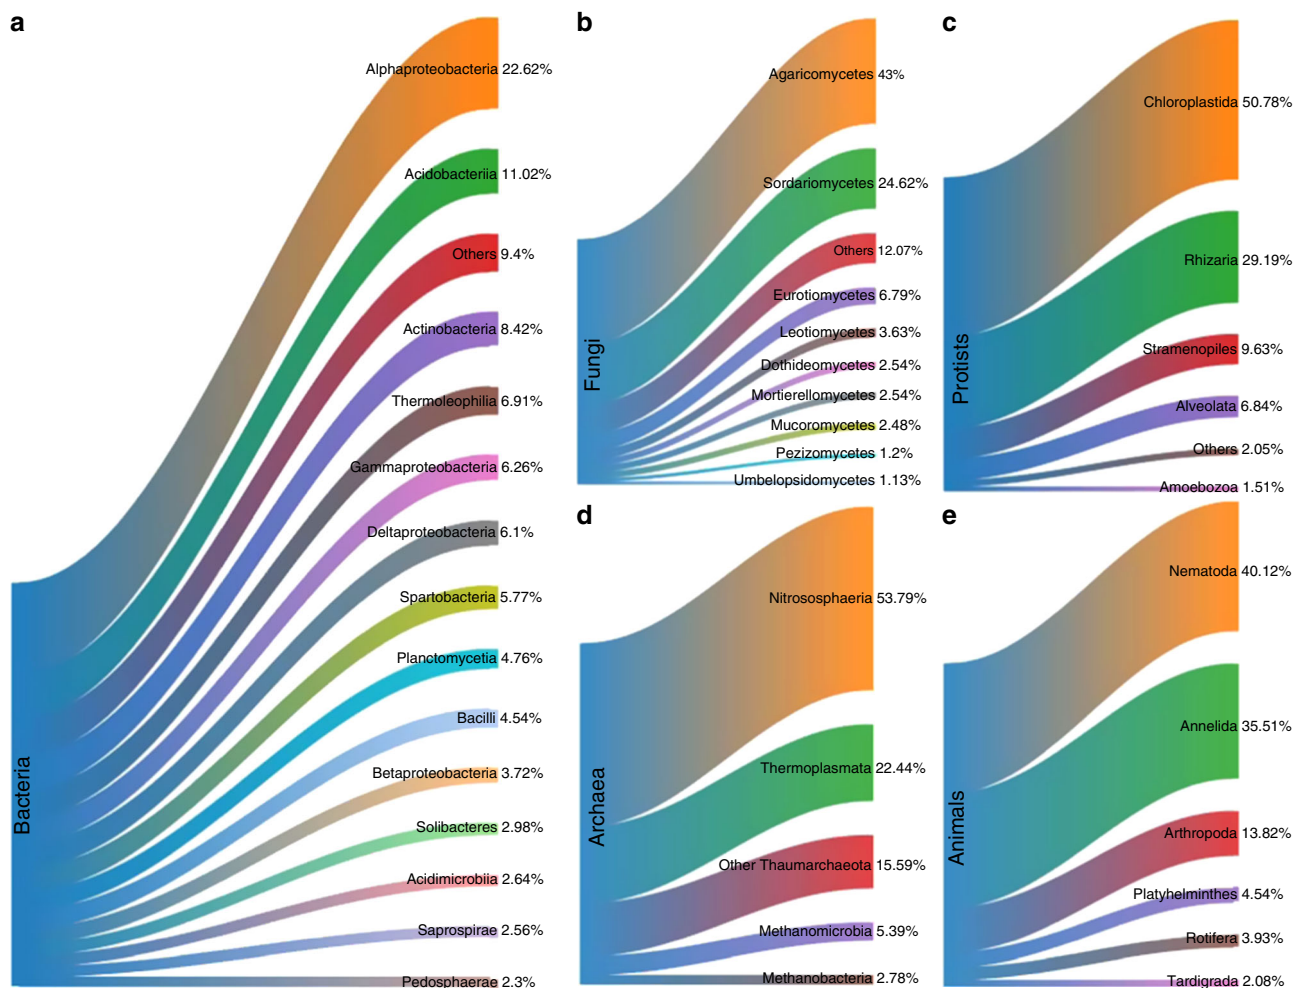 a
Alphaproteobacteria 22.62%
Acidobacteriia 11.02%
Others 9.4%
Actinobacteria 8.42%
Thermoleophilia 6.91%
Gammaproteobacteria 6.26%
Deltaproteobacteria 6.1%
Spartobacteria 5.77%
Planctomycetia 4.76%
Bacilli 4.54%
Betaproteobacteria 3.72%
Solibacteres 2.98%
Acidimicrobiia 2.64%
Saprospirae 2.56%
Pedosphaerae 2.3%
Bacteria
b
Agaricomycetes 43%
Sordariomycetes 24.62%
Others 12.07%
Eurotiomycetes 6.79%
Leotiomycetes 3.63%
Dothideomycetes 2.54%
Mortierellomycetes 2.54%
Mucoromycetes 2.48%
Pezizomycetes 1.2%
Umbelopsidomycetes 1.13%
Fungi
c
Chloroplastida 50.78%
Rhizaria 29.19%
Stramenopiles 9.63%
Alveolata 6.84%
Others 2.05%
Amoebozoa 1.51%
Protists
d
Nitrososphaeria 53.79%
Thermoplasmata 22.44%
Other Thaumarchaeota 15.59%
Methanomicrobia 5.39%
Methanobacteria 2.78%
Archaea
e
Nematoda 40.12%
Annelida 35.51%
Arthropoda 13.82%
Platyhelminthes 4.54%
Rotifera 3.93%
Tardigrada 2.08%
Animals